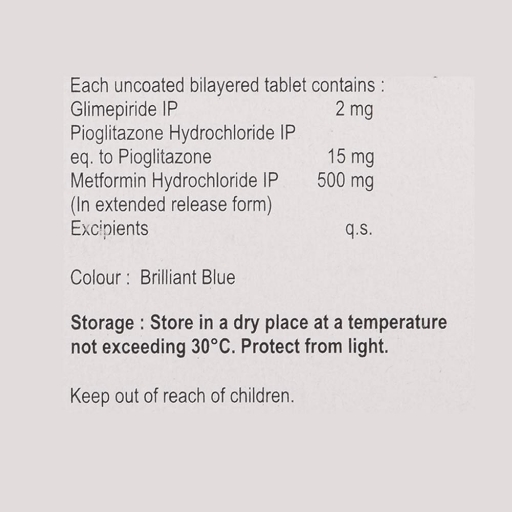 Each uncoated bilayered tablet contains :
Glimepiride IP 2 mg
Pioglitazone Hydrochloride IP
eq. to Pioglitazone 15 mg
Metformin Hydrochloride IP 500 mg
(In extended release form)
Excipients q.s.
Colour : Brilliant Blue
Storage : Store in a dry place at a temperature
not exceeding 30°C. Protect from light.
Keep out of reach of children.